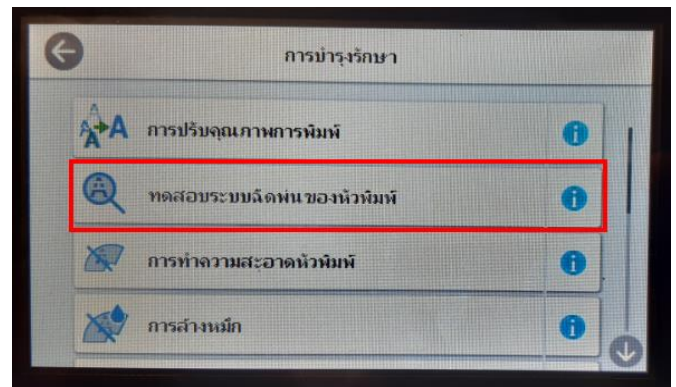 การบำรุงรักษา
การปรับคุณภาพการพิมพ์
ทดสอบระบบฉีดพ่นของหัวพิมพ์
การทำความสะอาดหัวพิมพ์
การล้างหมึก